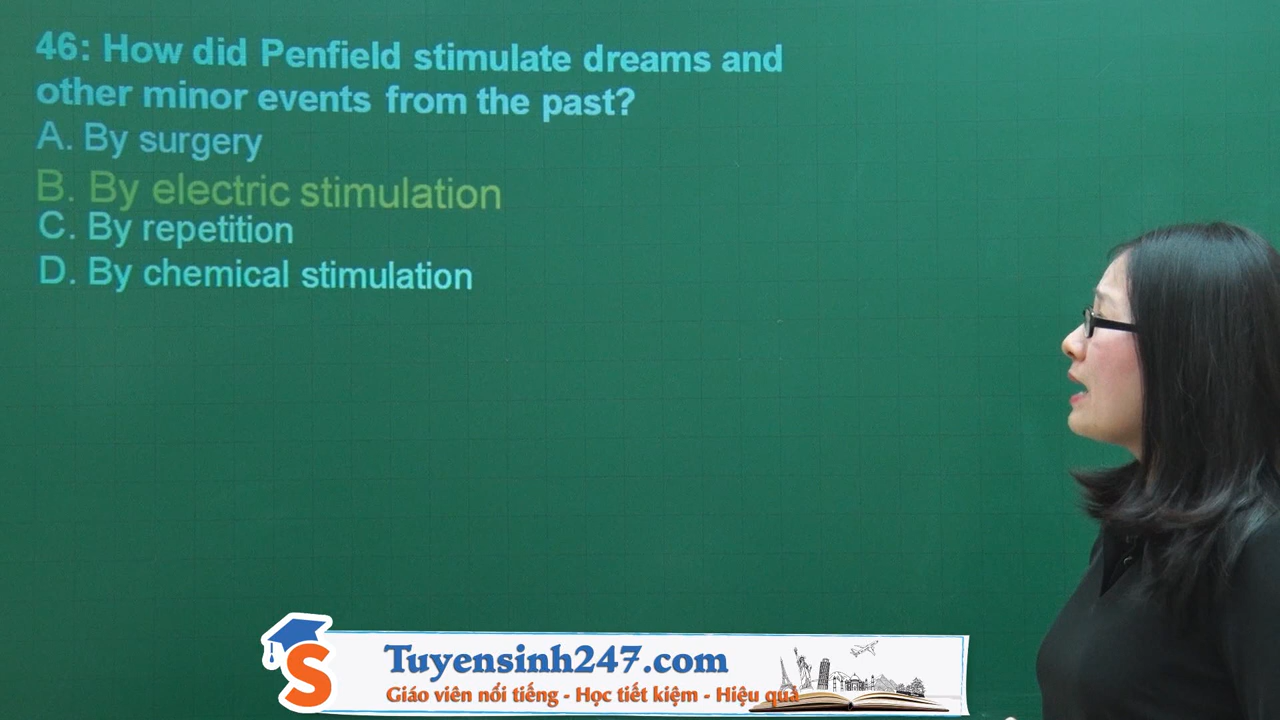 46: How did Penfield stimulate dreams and
other minor events from the past?
A. By surgery
B. By electric stimulation
C. By repetition
D. By chemical stimulation
S
Tuyensinh247.com
Giáo viên nổi tiếng - Học tiết kiệm - Hiệu quả